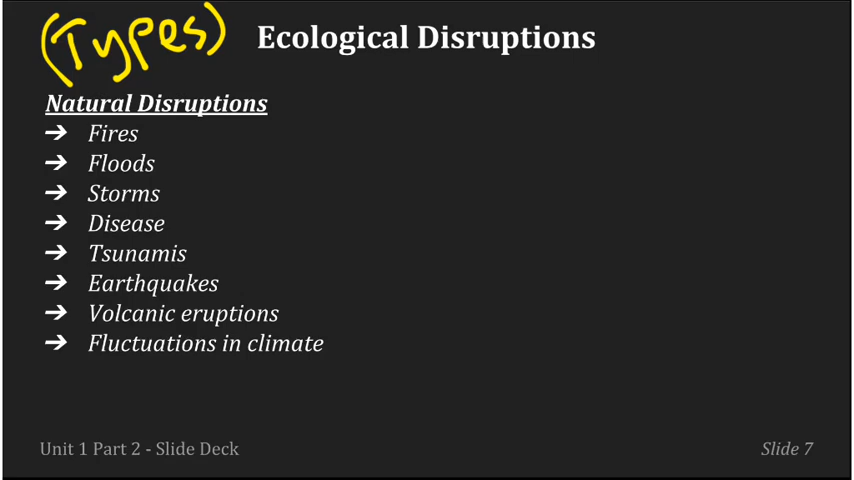 (Types) Ecological Disruptions
Natural Disruptions
➔ Fires
➔ Floods
➔ Storms
➔ Disease
➔ Tsunamis
➔ Earthquakes
➔ Volcanic eruptions
➔ Fluctuations in climate
Unit 1 Part 2 - Slide Deck Slide 7